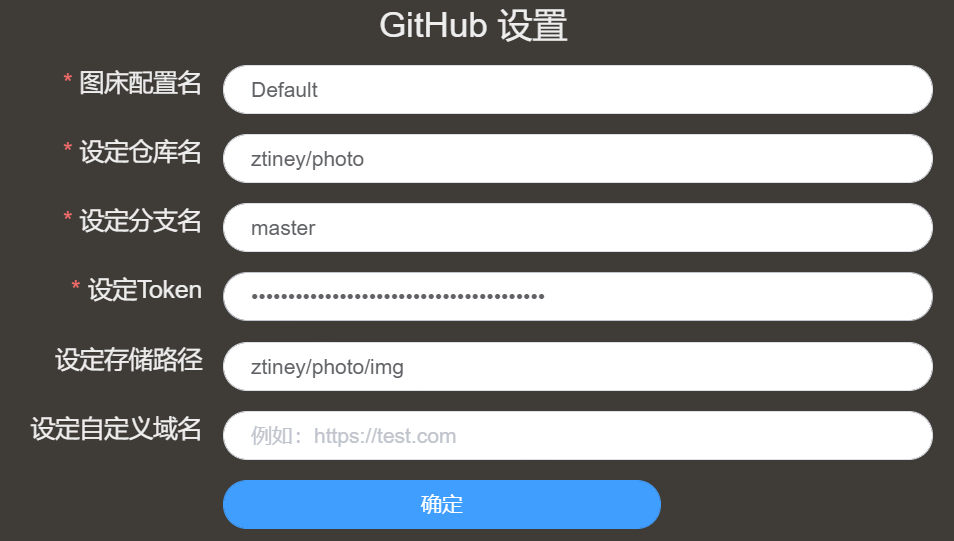 GitHub 设置
* 图床配置名
Default
* 设定仓库名
ztiney/photo
* 设定分支名
master
* 设定Token
••••••••••••••••••••••••••••••••••••••••
设定存储路径
ztiney/photo/img
设定自定义域名
例如：https://test.com
确定